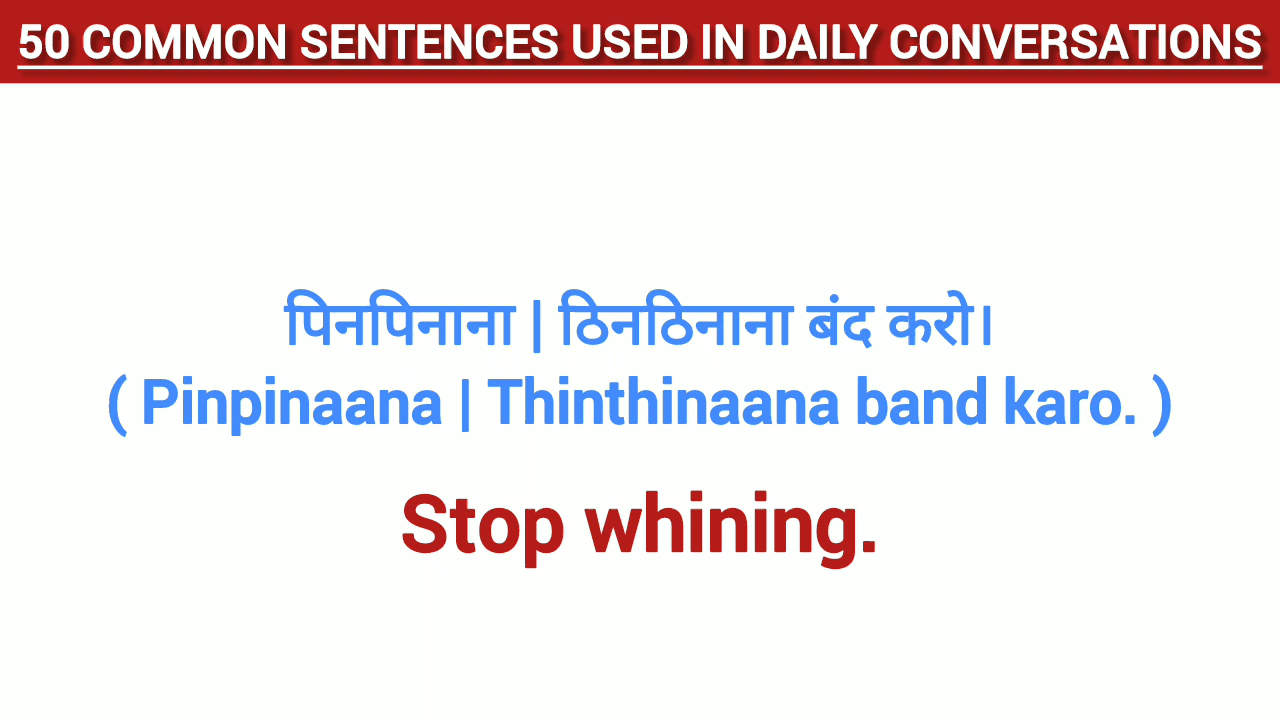 50 COMMON SENTENCES USED IN DAILY CONVERSATIONS
पिनपिनाना | ठिनठिनाना बंद करो।
( Pinpinaana | Thinthinaana band karo. )
Stop whining.